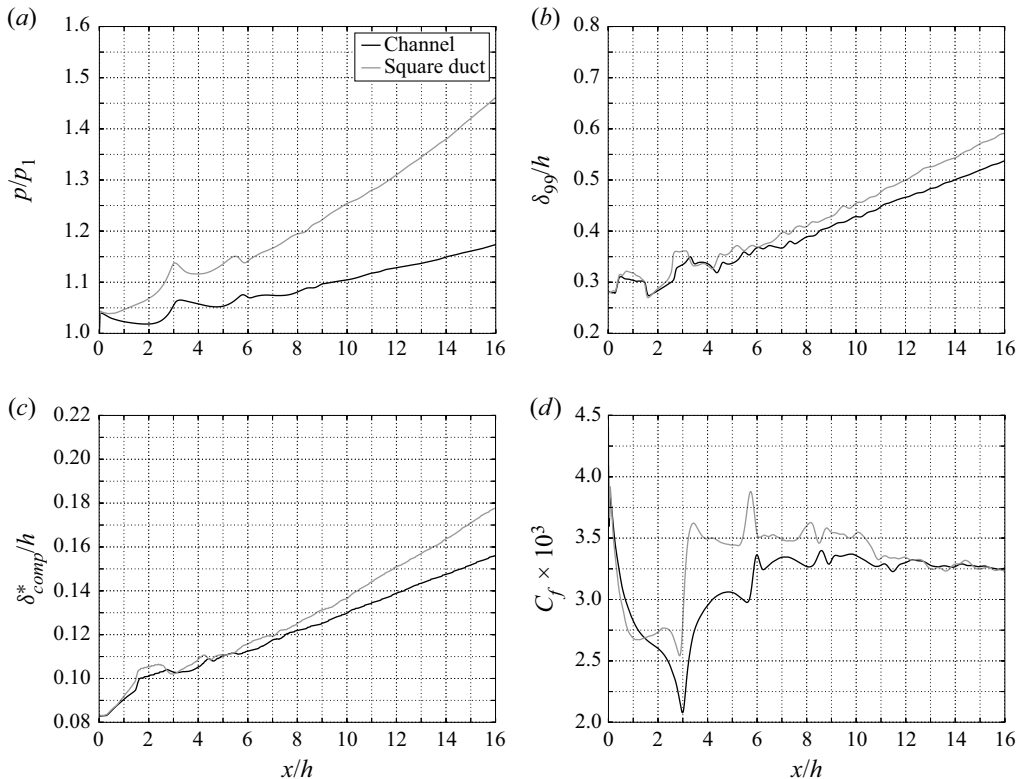 (a)
1.6
1.5
1.4
1.3
1.2
1.1
1.0
p/p₁
0 2 4 6 8 10 12 14 16
Channel
Square duct
(b)
0.8
0.7
0.6
0.5
0.4
0.3
0.2
δ₉₉/h
0 2 4 6 8 10 12 14 16
(c)
0.22
0.20
0.18
0.16
0.14
0.12
0.10
0.08
δ*comp/h
0 2 4 6 8 10 12 14 16
x/h
(d)
4.5
4.0
3.5
3.0
2.5
2.0
Cf × 10³
0 2 4 6 8 10 12 14 16
x/h